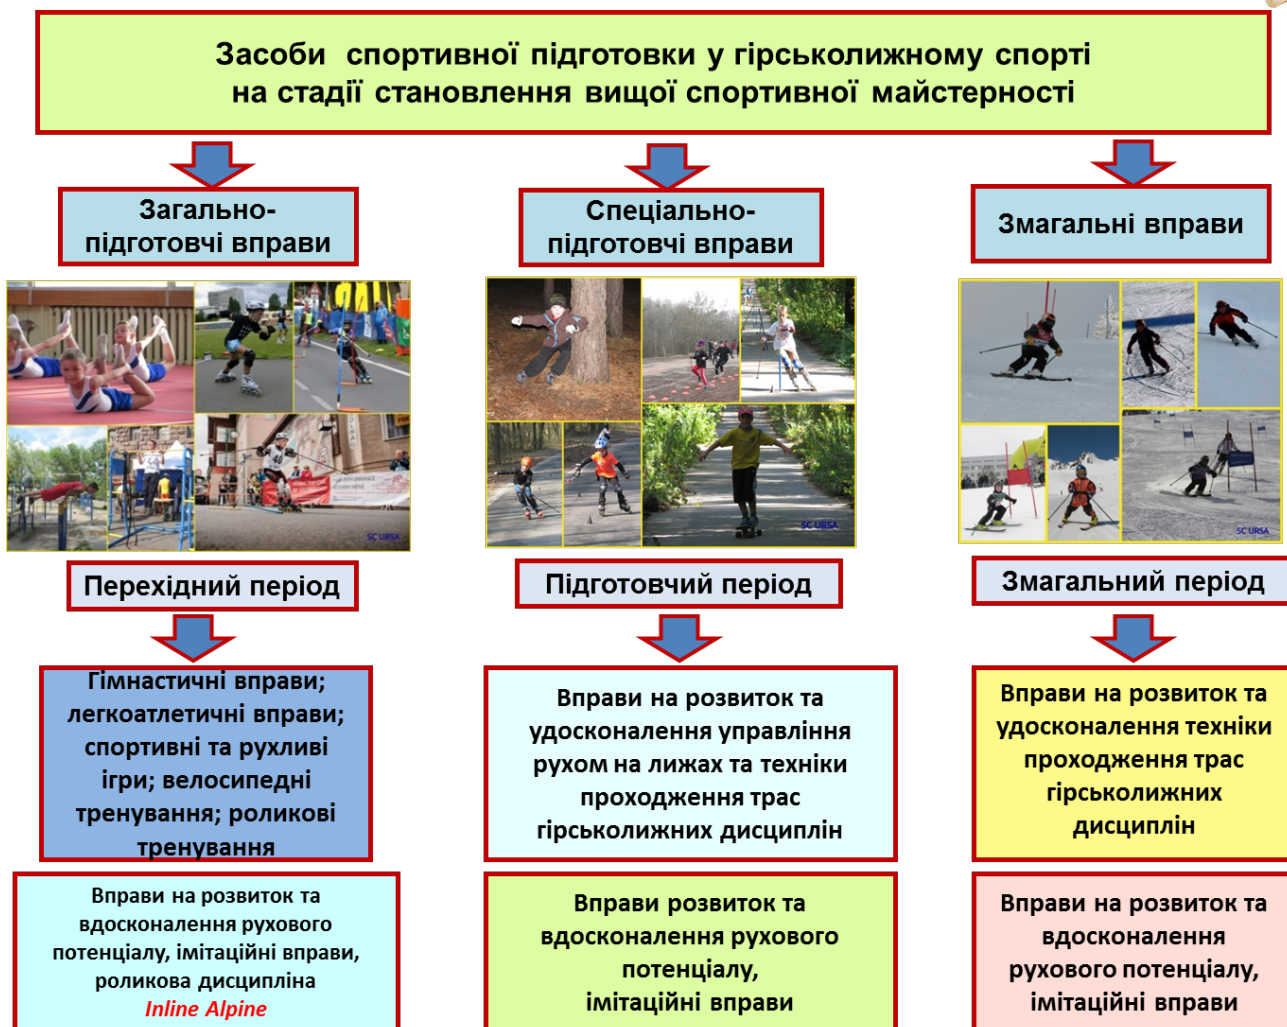 Засоби спортивної підготовки у гірськолижному спорті
на стадії становлення вищої спортивної майстерності
Загально-
підготовчі вправи
Спеціально-
підготовчі вправи
Змагальні вправи
40
SC URSA
SC URSA
SC URSA
Перехідний період
Підготовчий період
Змагальний період
Гімнастичні вправи;
легкоатлетичні вправи;
спортивні та рухливі
ігри; велосипедні
тренування; роликові
тренування
Вправи на розвиток та
удосконалення управління
рухом на лижах та техніки
проходження трас
гірськолижних дисциплін
Вправи на розвиток та
удосконалення техніки
проходження трас
гірськолижних
дисциплін
Вправи на розвиток та
вдосконалення рухового
потенціалу, імітаційні вправи,
роликова дисципліна
Inline Alpine
Вправи розвиток та
вдосконалення рухового
потенціалу,
імітаційні вправи
Вправи на розвиток та
вдосконалення
рухового потенціалу,
імітаційні вправи